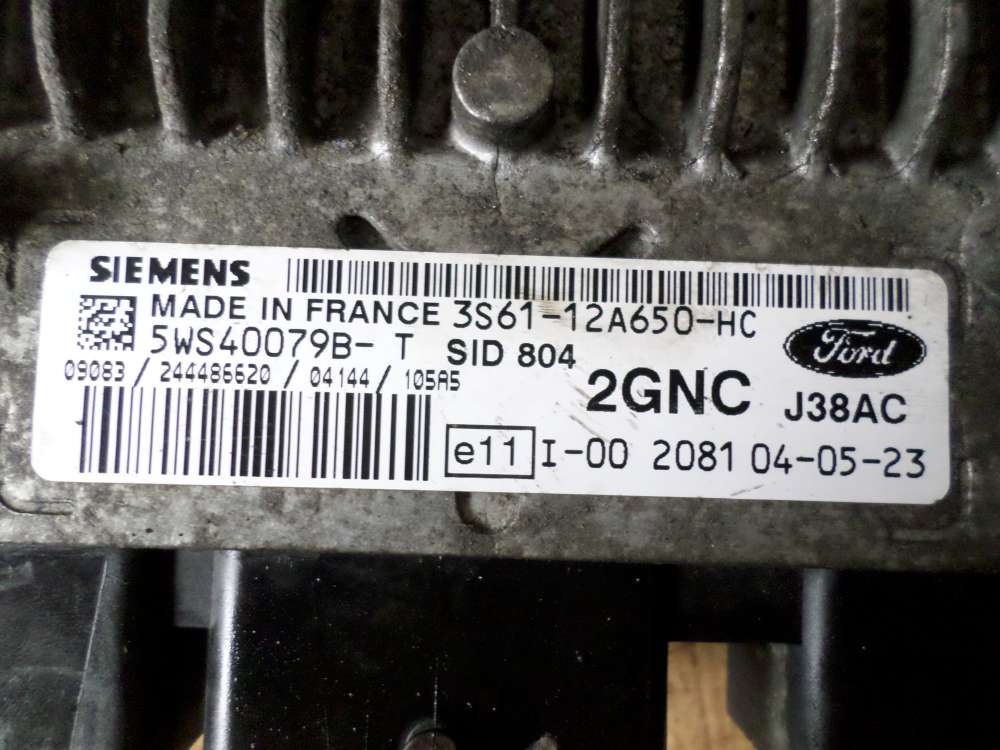 SIEMENS
MADE IN FRANCE 3S61-12A650-HC
5WS40079B- T SID 804
Ford
09083 / 244486620 / 04144 / 105A5
2GNC J38AC
e11 I-00 2081 04-05-23